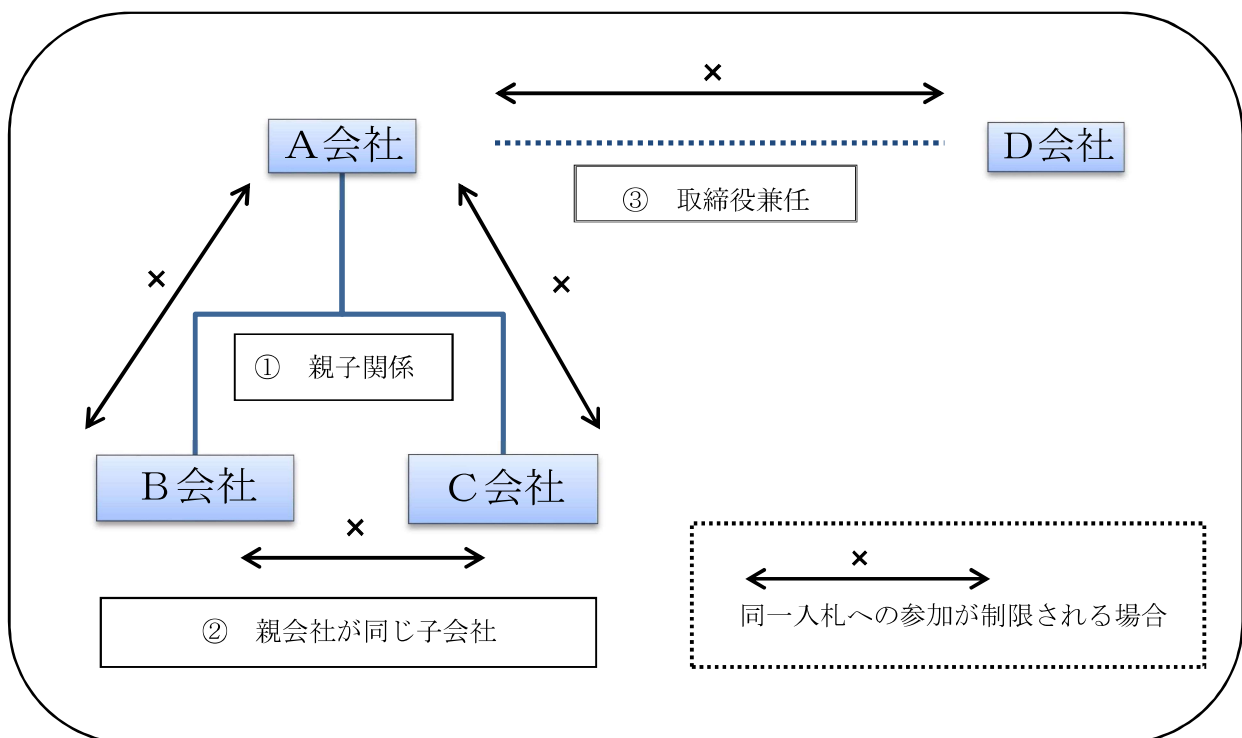 ×
Ａ会社
Ｄ会社
③　取締役兼任
×
×
①　親子関係
Ｂ会社
Ｃ会社
×
②　親会社が同じ子会社
×
同一入札への参加が制限される場合